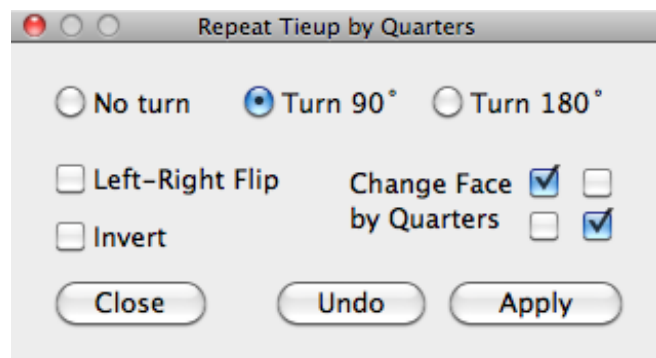 Repeat Tieup by Quarters
No turn Turn 90° Turn 180°
Left-Right Flip Change Face
by Quarters
Invert
Close Undo Apply